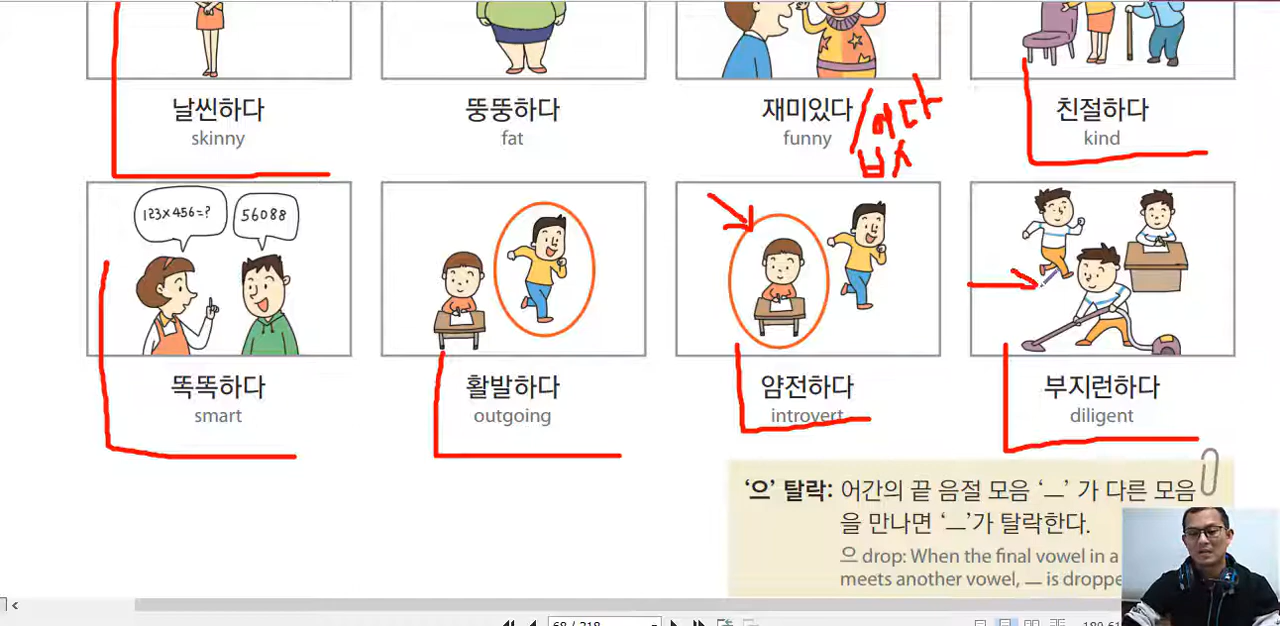 날씬하다
skinny
뚱뚱하다
fat
재미있다
funny
어다
친절하다
kind
123x456=?
56088
똑똑하다
smart
활발하다
outgoing
얌전하다
introvert
부지런하다
diligent
'으' 탈락: 어간의 끝 음절 모음 'ㅡ' 가 다른 모음
을 만나면 'ㅡ'가 탈락한다.
으 drop: When the final vowel in a
meets another vowel, ㅡ is droppe
68 / 218